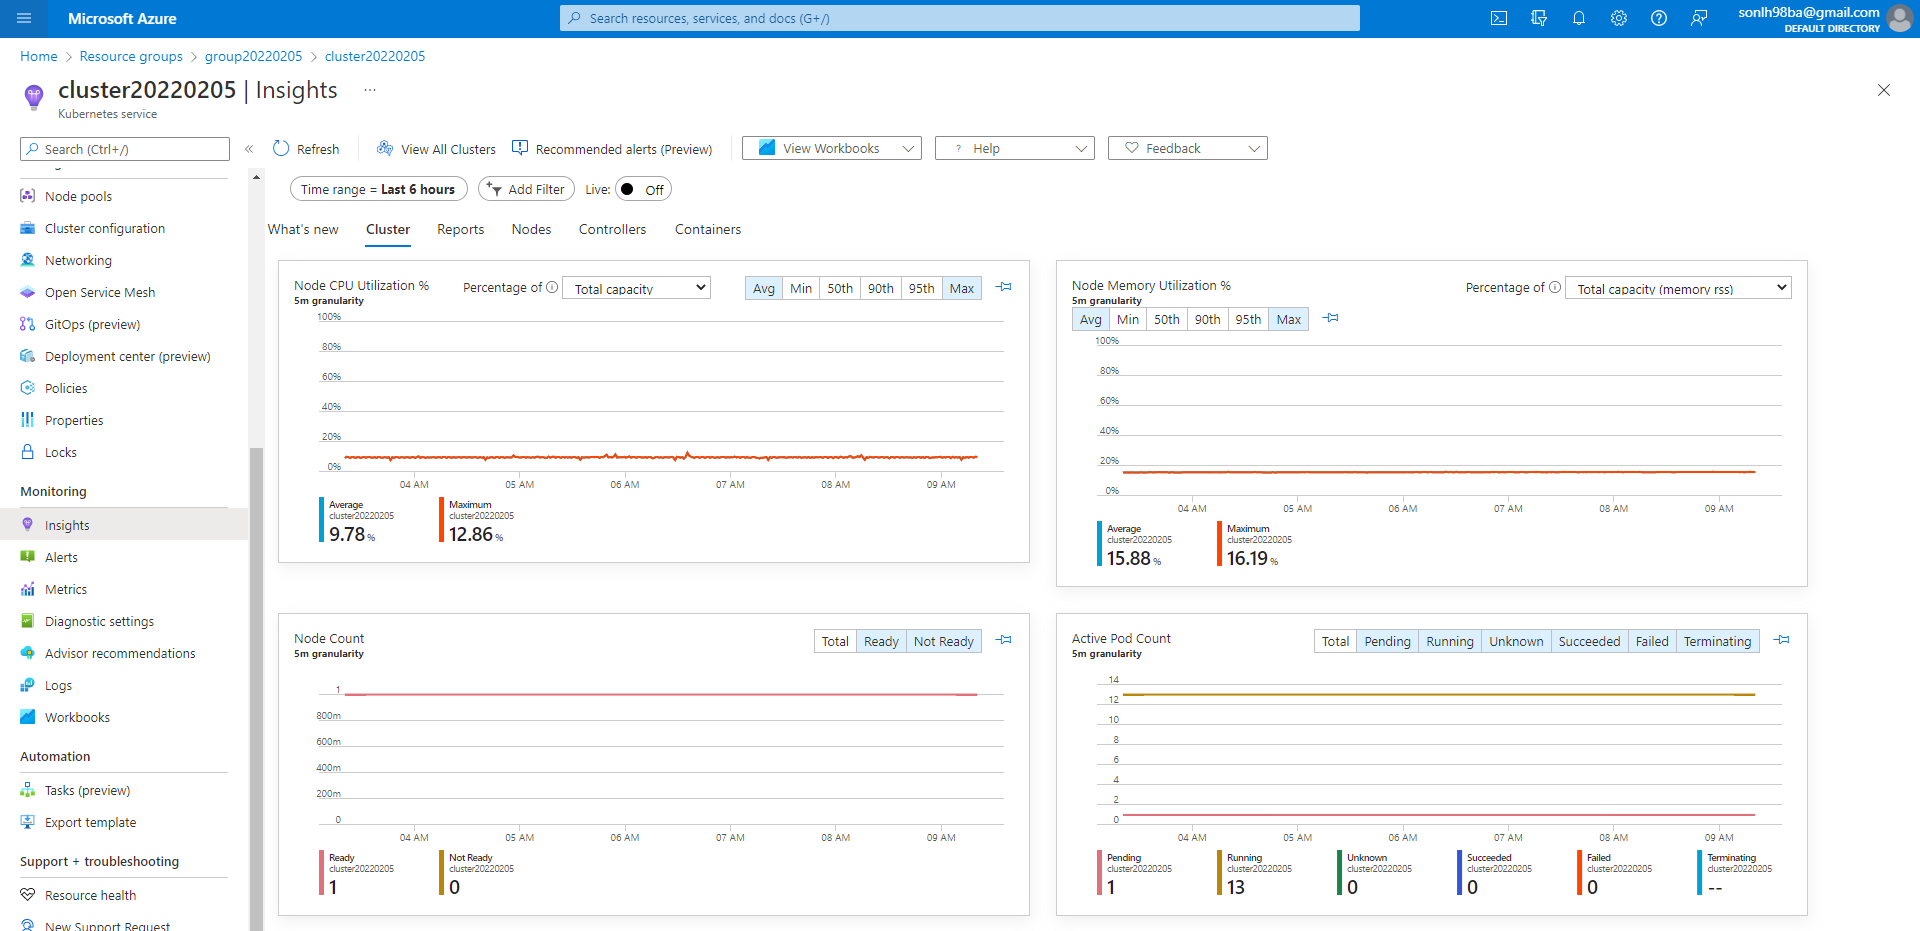 Microsoft Azure
Search resources, services, and docs (G+/)
sonlh98ba@gmail.com
DEFAULT DIRECTORY
Home > Resource groups > group20220205 > cluster20220205
cluster20220205 | Insights ...
Kubernetes service
Search (Ctrl+/)
«
Refresh
View All Clusters
Recommended alerts (Preview)
View Workbooks
? Help
Feedback
Time range = Last 6 hours
Add Filter
Live: Off
Node pools
Cluster configuration
Networking
Open Service Mesh
GitOps (preview)
Deployment center (preview)
Policies
Properties
Locks
Monitoring
Insights
Alerts
Metrics
Diagnostic settings
Advisor recommendations
Logs
Workbooks
Automation
Tasks (preview)
Export template
Support + troubleshooting
Resource health
New Support Request
What's new Cluster Reports Nodes Controllers Containers
Node CPU Utilization %
5m granularity
Percentage of Total capacity
Avg Min 50th 90th 95th Max
100%
80%
60%
40%
20%
0%
04 AM 05 AM 06 AM 07 AM 08 AM 09 AM
Average
cluster20220205
9.78 %
Maximum
cluster20220205
12.86 %
Node Memory Utilization %
5m granularity
Percentage of Total capacity (memory rss)
Avg Min 50th 90th 95th Max
100%
80%
60%
40%
20%
0%
04 AM 05 AM 06 AM 07 AM 08 AM 09 AM
Average
cluster20220205
15.88 %
Maximum
cluster20220205
16.19 %
Node Count
5m granularity
Total Ready Not Ready
1
800m
600m
400m
200m
0
04 AM 05 AM 06 AM 07 AM 08 AM 09 AM
Ready
cluster20220205
1
Not Ready
cluster20220205
0
Active Pod Count
5m granularity
Total Pending Running Unknown Succeeded Failed Terminating
14
12
10
8
6
4
2
0
04 AM 05 AM 06 AM 07 AM 08 AM 09 AM
Pending
cluster20220205
1
Running
cluster20220205
13
Unknown
cluster20220205
0
Succeeded
cluster20220205
0
Failed
cluster20220205
0
Terminating
cluster20220205
--